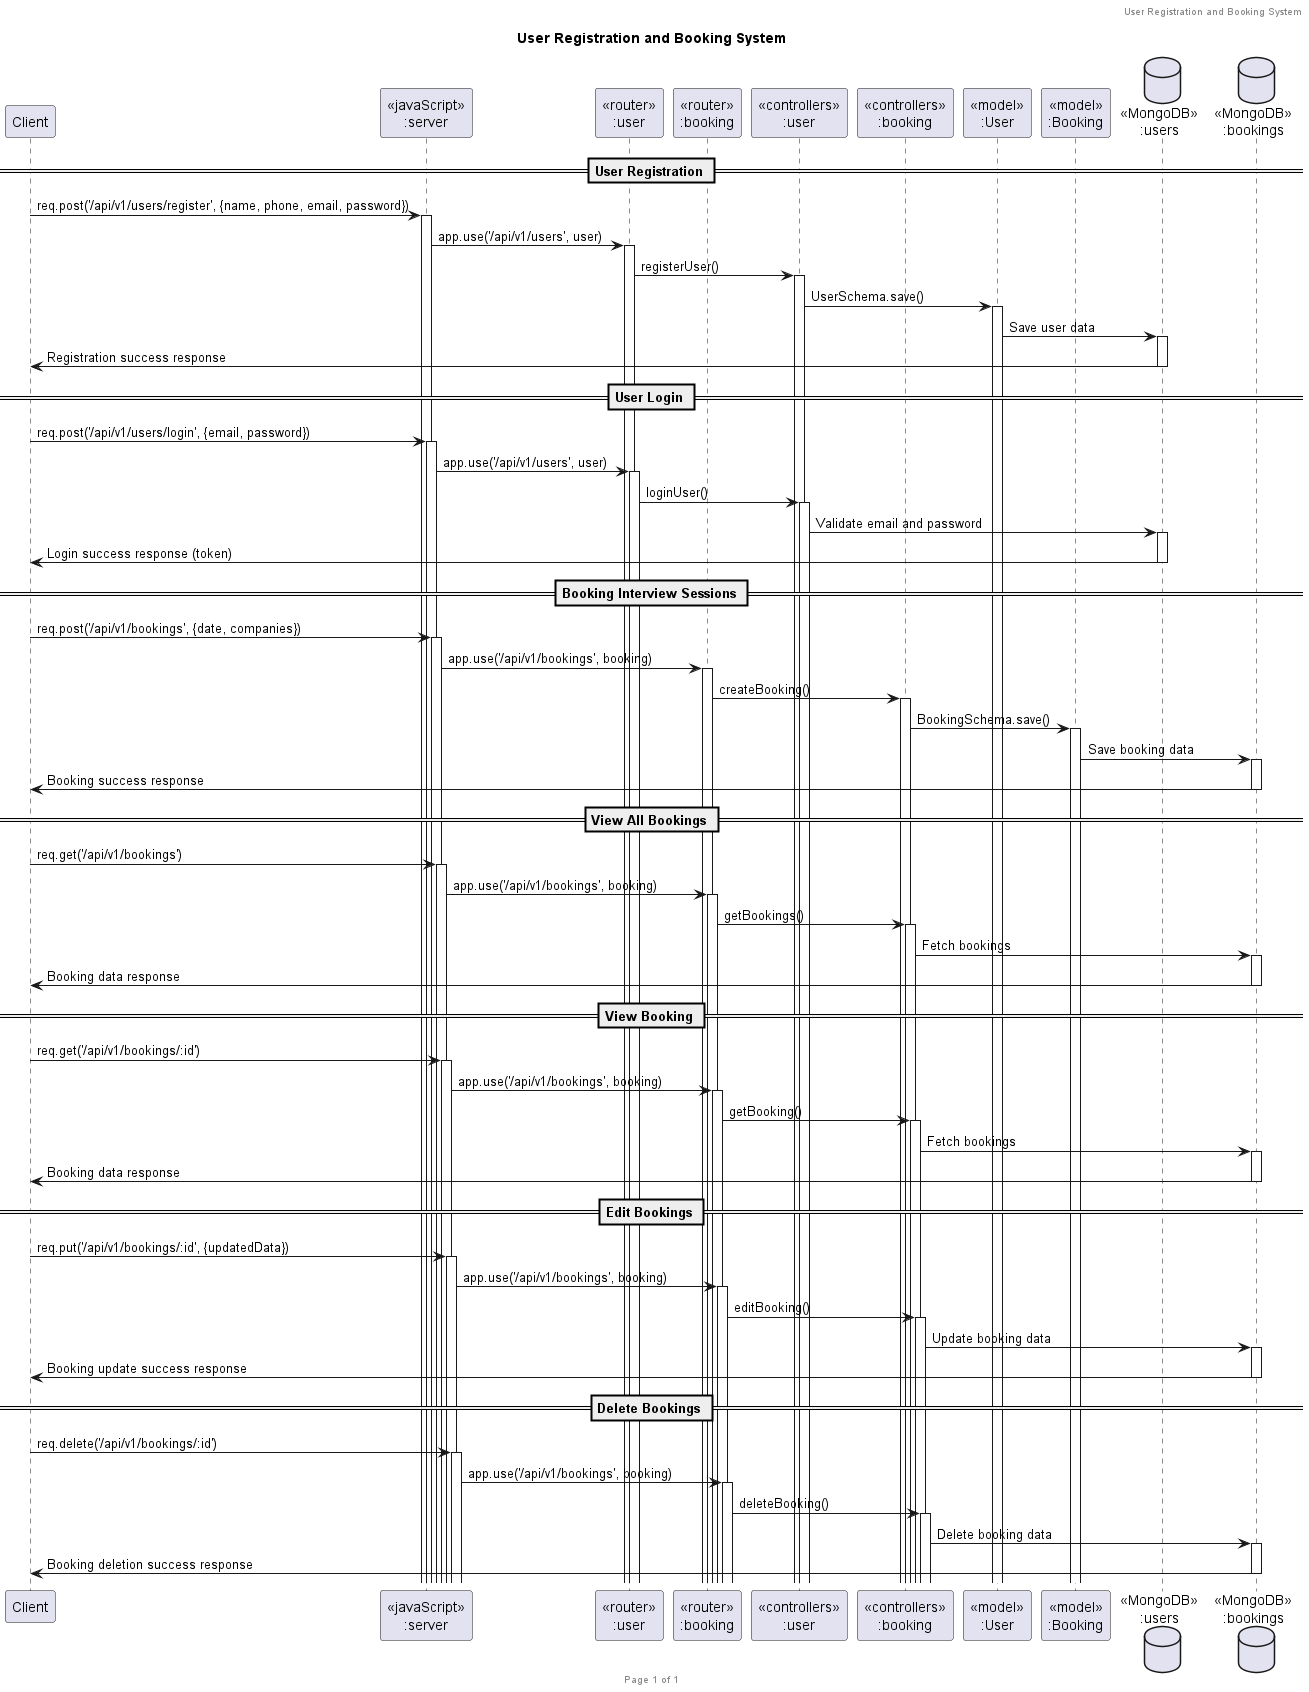 User Registration and Booking System
User Registration and Booking System
Client
«javaScript»
:server
«router»
:user
«router»
:booking
«controllers»
:user
«controllers»
:booking
«model»
:User
«model»
:Booking
«MongoDB»
:users
«MongoDB»
:bookings
User Registration
req.post('/api/v1/users/register', {name, phone, email, password})
app.use('/api/v1/users', user)
registerUser()
UserSchema.save()
Save user data
Registration success response
User Login
req.post('/api/v1/users/login', {email, password})
app.use('/api/v1/users', user)
loginUser()
Validate email and password
Login success response (token)
Booking Interview Sessions
req.post('/api/v1/bookings', {date, companies})
app.use('/api/v1/bookings', booking)
createBooking()
BookingSchema.save()
Save booking data
Booking success response
View All Bookings
req.get('/api/v1/bookings')
app.use('/api/v1/bookings', booking)
getBookings()
Fetch bookings
Booking data response
View Booking
req.get('/api/v1/bookings/:id')
app.use('/api/v1/bookings', booking)
getBooking()
Fetch bookings
Booking data response
Edit Bookings
req.put('/api/v1/bookings/:id', {updatedData})
app.use('/api/v1/bookings', booking)
editBooking()
Update booking data
Booking update success response
Delete Bookings
req.delete('/api/v1/bookings/:id')
app.use('/api/v1/bookings', booking)
deleteBooking()
Delete booking data
Booking deletion success response
Client
«javaScript»
:server
«router»
:user
«router»
:booking
«controllers»
:user
«controllers»
:booking
«model»
:User
«model»
:Booking
«MongoDB»
:users
«MongoDB»
:bookings
Page 1 of 1